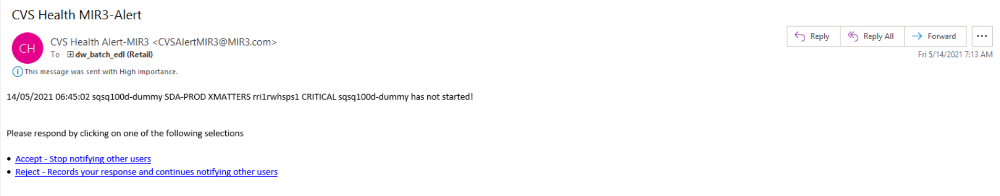 CVS Health MIR3-Alert
CH
CVS Health Alert-MIR3 <CVSAlertMIR3@MIR3.com>
To dw_batch_edl (Retail)
Reply
Reply All
Forward
Fri 5/14/2021 7:13 AM
This message was sent with High importance.
14/05/2021 06:45:02 sqsq100d-dummy SDA-PROD XMATTERS rri1rwhsps1 CRITICAL sqsq100d-dummy has not started!
Please respond by clicking on one of the following selections
• Accept - Stop notifying other users
• Reject - Records your response and continues notifying other users